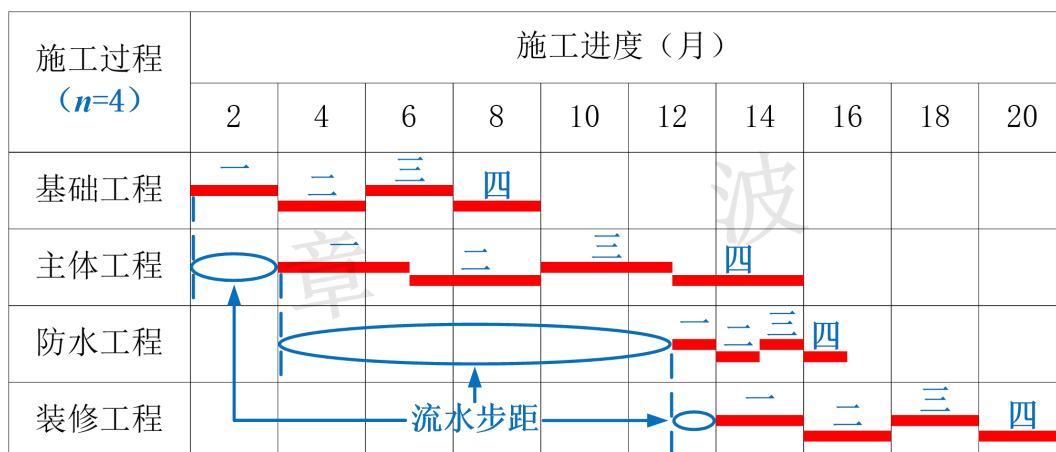 施工过程
（n=4）
施工进度（月）
2 4 6 8 10 12 14 16 18 20
基础工程 一 二 三 四
主体工程 一 二 三 四
防水工程 一 二 三 四
装修工程 一 二 三 四
流水步距
章波